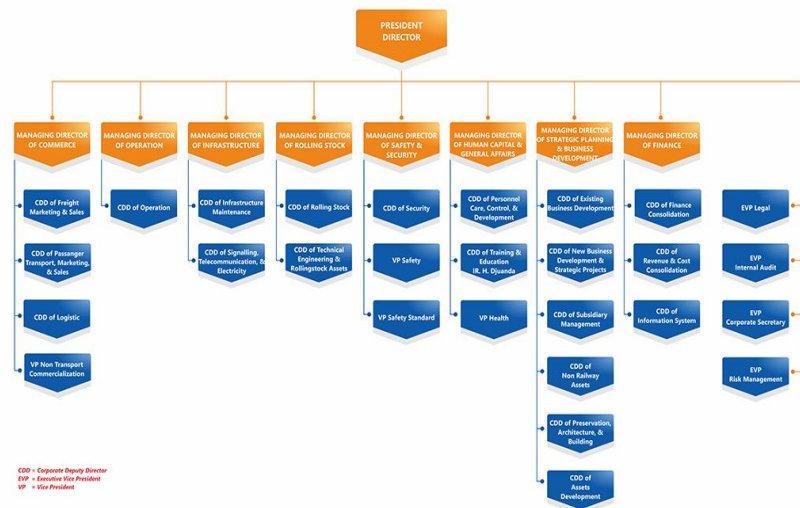 PRESIDENT
DIRECTOR
MANAGING DIRECTOR
OF COMMERCE
MANAGING DIRECTOR
OF OPERATION
MANAGING DIRECTOR
OF INFRASTRUCTURE
MANAGING DIRECTOR
OF ROLLING STOCK
MANAGING DIRECTOR
OF SAFETY &
SECURITY
MANAGING DIRECTOR
OF HUMAN CAPITAL &
GENERAL AFFAIRS
MANAGING DIRECTOR
OF STRATEGIC PLANNING
& BUSINESS
DEVELOPMENT
MANAGING DIRECTOR
OF FINANCE
CDD of Freight
Marketing & Sales
CDD of Passanger
Transport, Marketing,
& Sales
CDD of Logistic
VP Non Transport
Commercialization
CDD of Operation
CDD of Infrastructure
Maintenance
CDD of Signalling,
Telecommunication, &
Electricity
CDD of Rolling Stock
CDD of Technical
Engineering &
Rollingstock Assets
CDD of Security
VP Safety
VP Safety Standard
CDD of Personnel
Care, Control, &
Development
CDD of Training &
Education
IR. H. Djuanda
VP Health
CDD of Existing
Business Development
CDD of New Business
Development &
Strategic Projects
CDD of Subsidiary
Management
CDD of
Non Railway
Assets
CDD of Preservation,
Architecture, &
Building
CDD of
Assets
Development
CDD of Finance
Consolidation
CDD of
Revenue & Cost
Consolidation
CDD of
Information System
EVP Legal
EVP
Internal Audit
EVP
Corporate Secretary
EVP
Risk Management
CDD = Corporate Deputy Director
EVP = Executive Vice President
VP = Vice President